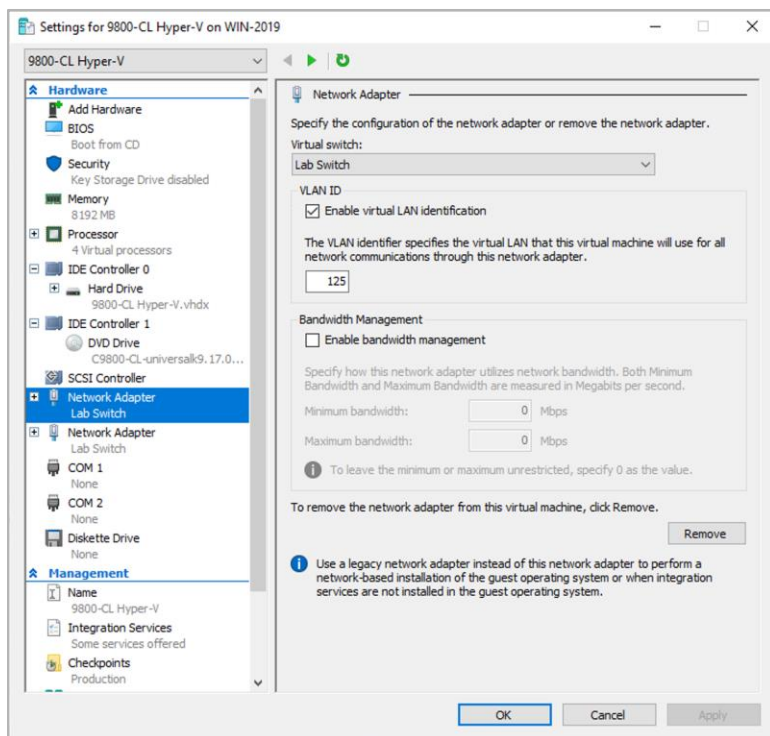 Settings for 9800-CL Hyper-V on WIN-2019
9800-CL Hyper-V
Hardware
Add Hardware
BIOS
Boot from CD
Security
Key Storage Drive disabled
Memory
8192 MB
Processor
4 Virtual processors
IDE Controller 0
Hard Drive
9800-CL Hyper-V.vhdx
IDE Controller 1
DVD Drive
C9800-CL-universalk9.17.0...
SCSI Controller
Network Adapter
Lab Switch
Network Adapter
Lab Switch
COM 1
None
COM 2
None
Diskette Drive
None
Management
Name
9800-CL Hyper-V
Integration Services
Some services offered
Checkpoints
Production
Network Adapter
Specify the configuration of the network adapter or remove the network adapter.
Virtual switch:
Lab Switch
VLAN ID
Enable virtual LAN identification
The VLAN identifier specifies the virtual LAN that this virtual machine will use for all
network communications through this network adapter.
125
Bandwidth Management
Enable bandwidth management
Specify how this network adapter utilizes network bandwidth. Both Minimum
Bandwidth and Maximum Bandwidth are measured in Megabits per second.
Minimum bandwidth: 0 Mbps
Maximum bandwidth: 0 Mbps
To leave the minimum or maximum unrestricted, specify 0 as the value.
To remove the network adapter from this virtual machine, click Remove.
Remove
Use a legacy network adapter instead of this network adapter to perform a
network-based installation of the guest operating system or when integration
services are not installed in the guest operating system.
OK Cancel Apply